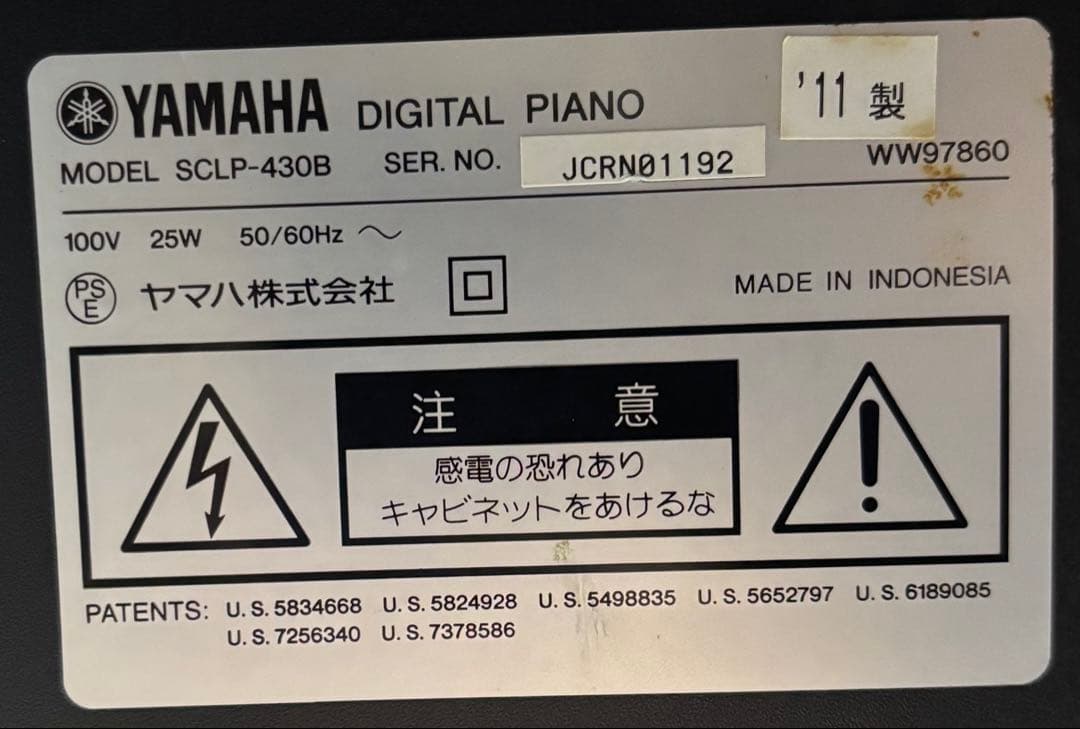 YAMAHA DIGITAL PIANO
'11 製
MODEL SCLP-430B SER. NO. JCRN01192 WW97860
100V 25W 50/60Hz ～
PSE ヤマハ株式会社 MADE IN INDONESIA
注意
感電の恐れあり
キャビネットをあけるな
PATENTS: U.S.5834668 U.S.5824928 U.S.5498835 U.S.5652797 U.S.6189085
U.S.7256340 U.S.7378586